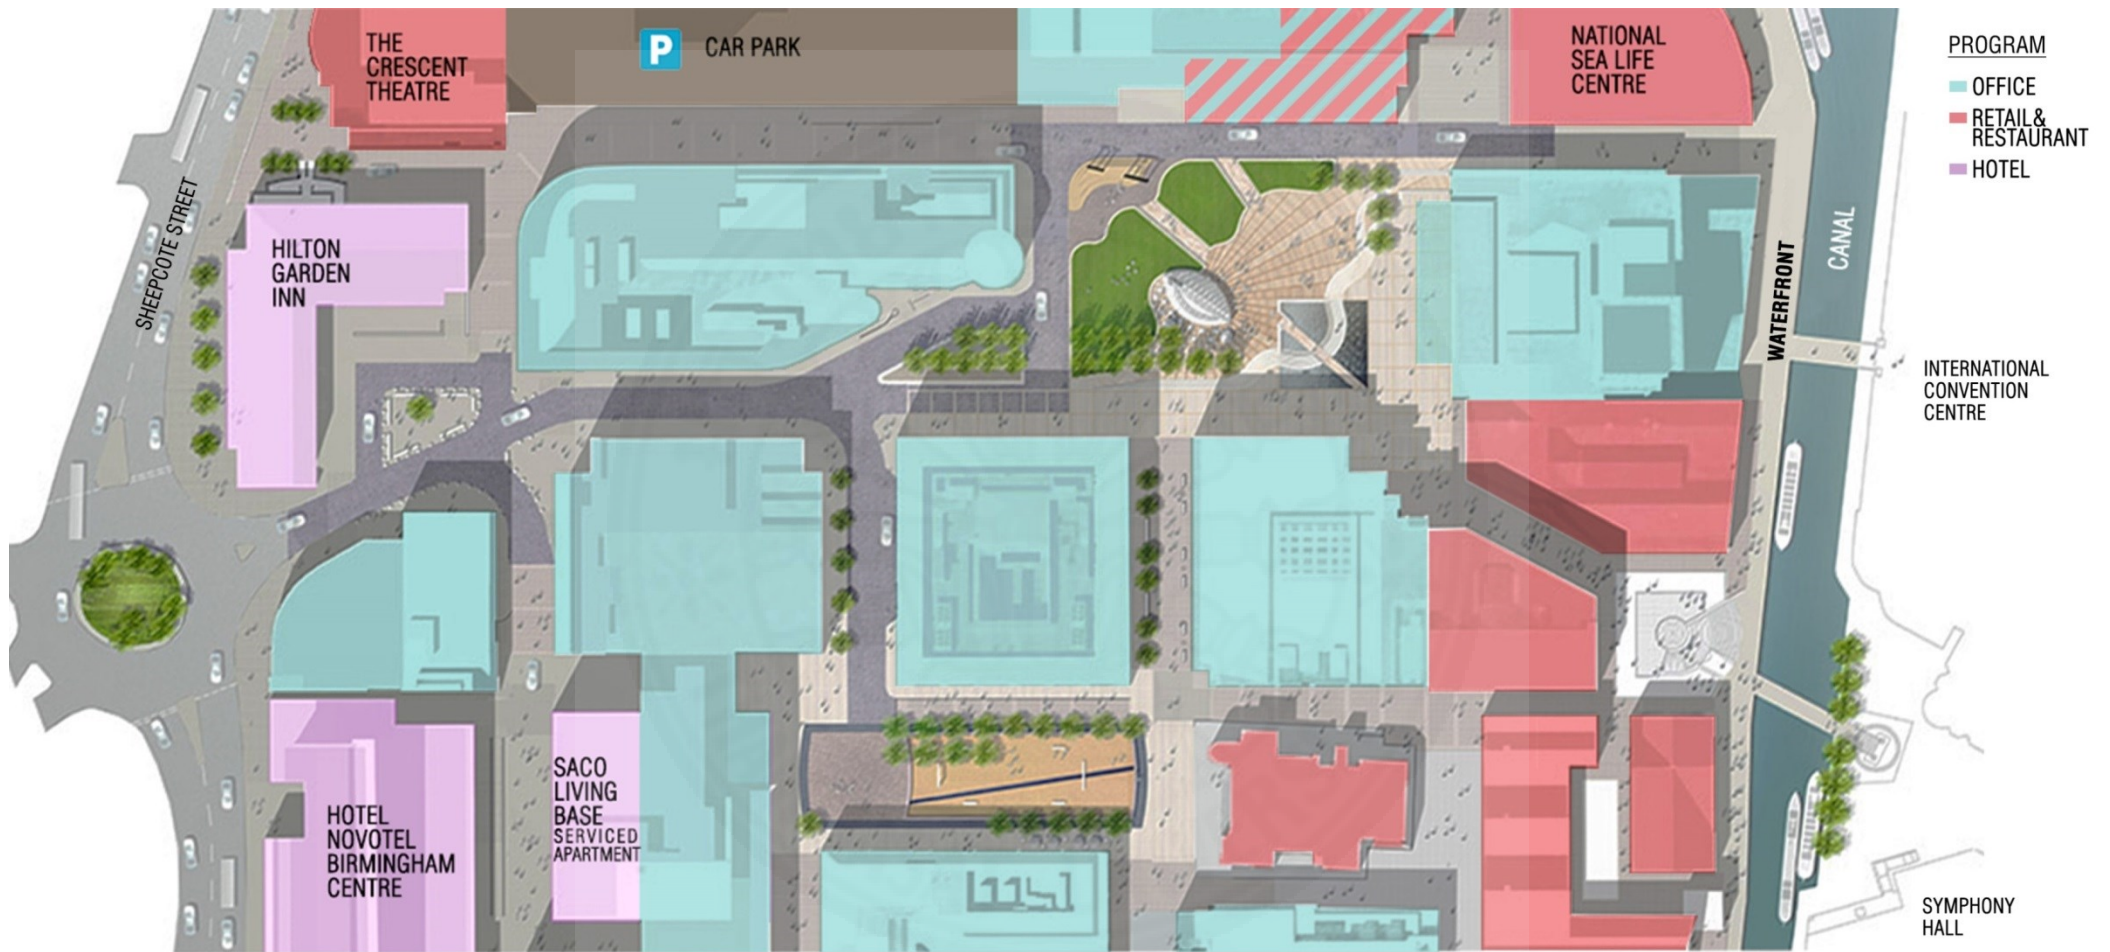 THE
CRESCENT
THEATRE
P
CAR PARK
NATIONAL
SEA LIFE
CENTRE
PROGRAM
OFFICE
RETAIL&
RESTAURANT
HOTEL
SHEEPCOTE STREET
HILTON
GARDEN
INN
WATERFRONT
CANAL
INTERNATIONAL
CONVENTION
CENTRE
HOTEL
NOVOTEL
BIRMINGHAM
CENTRE
SACO
LIVING
BASE
SERVICED
APARTMENT
SYMPHONY
HALL